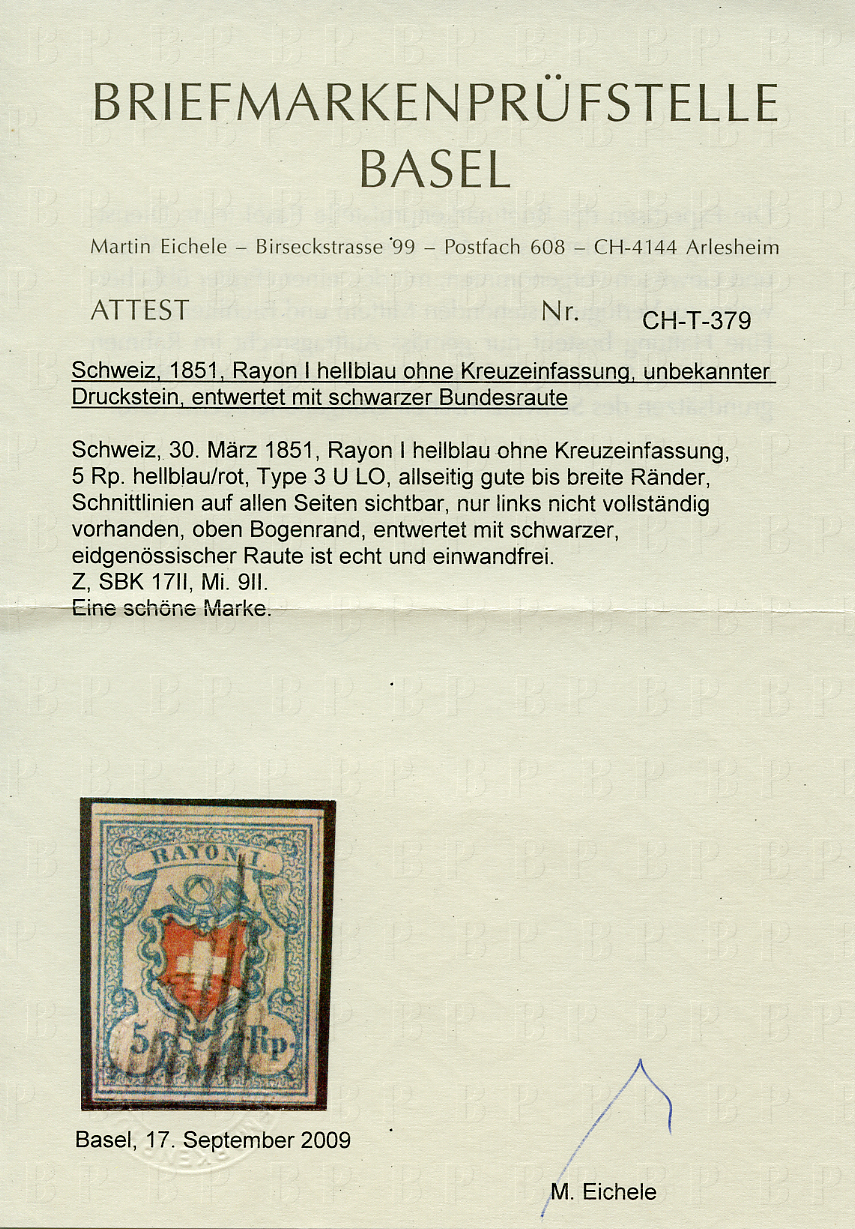 BRIEFMARKENPRÜFSTELLE
BASEL
Martin Eichele – Birseckstrasse 99 – Postfach 608 – CH-4144 Arlesheim
ATTEST Nr. CH-T-379
Schweiz, 1851, Rayon I hellblau ohne Kreuzeinfassung, unbekannter
Druckstein, entwertet mit schwarzer Bundesraute
Schweiz, 30. März 1851, Rayon I hellblau ohne Kreuzeinfassung,
5 Rp. hellblau/rot, Type 3 U LO, allseitig gute bis breite Ränder,
Schnittlinien auf allen Seiten sichtbar, nur links nicht vollständig
vorhanden, oben Bogenrand, entwertet mit schwarzer,
eidgenössischer Raute ist echt und einwandfrei.
Z, SBK 17II, Mi. 9II.
Eine schöne Marke.
RAYON I.
5 Rp.
Basel, 17. September 2009
M. Eichele